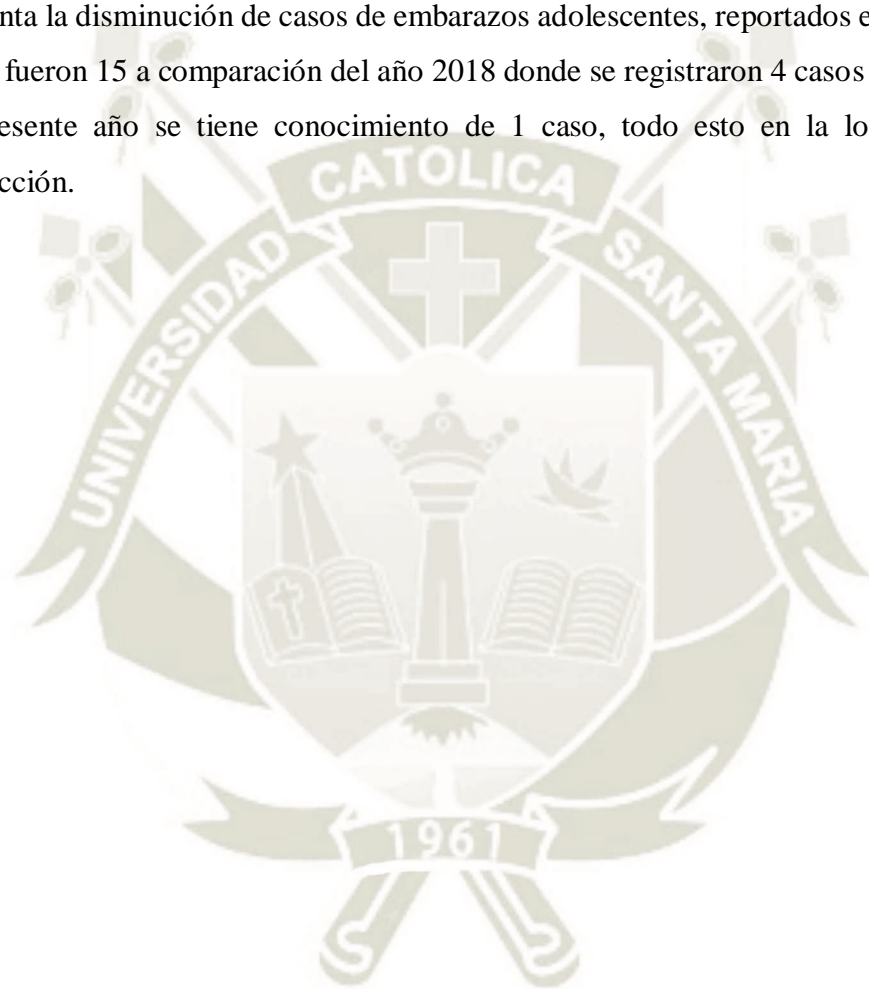 nta la disminución de casos de embarazos adolescentes, reportados e
fueron 15 a comparación del año 2018 donde se registraron 4 casos
esente año se tiene conocimiento de 1 caso, todo esto en la lo
cción.
CATOLICA
UNIVERSIDAD
SANTA MARIA
1961